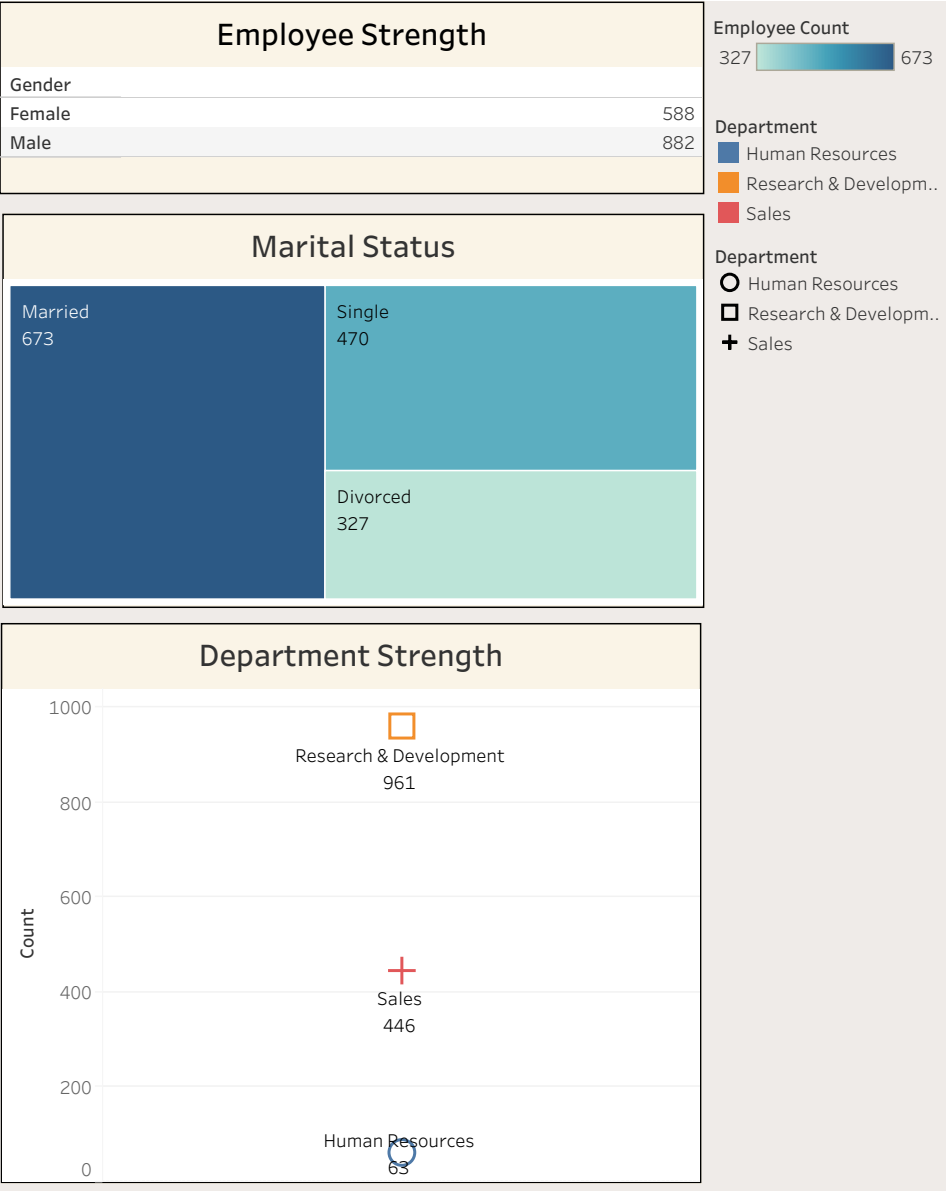 Employee Strength
Gender
Female 588
Male 882
Marital Status
Married
673
Single
470
Divorced
327
Department Strength
1000
800
600
400
200
0
Count
Research & Development
961
Sales
446
Human Resources
63
Employee Count
327 673
Department
Human Resources
Research & Developm..
Sales
Department
Human Resources
Research & Developm..
Sales